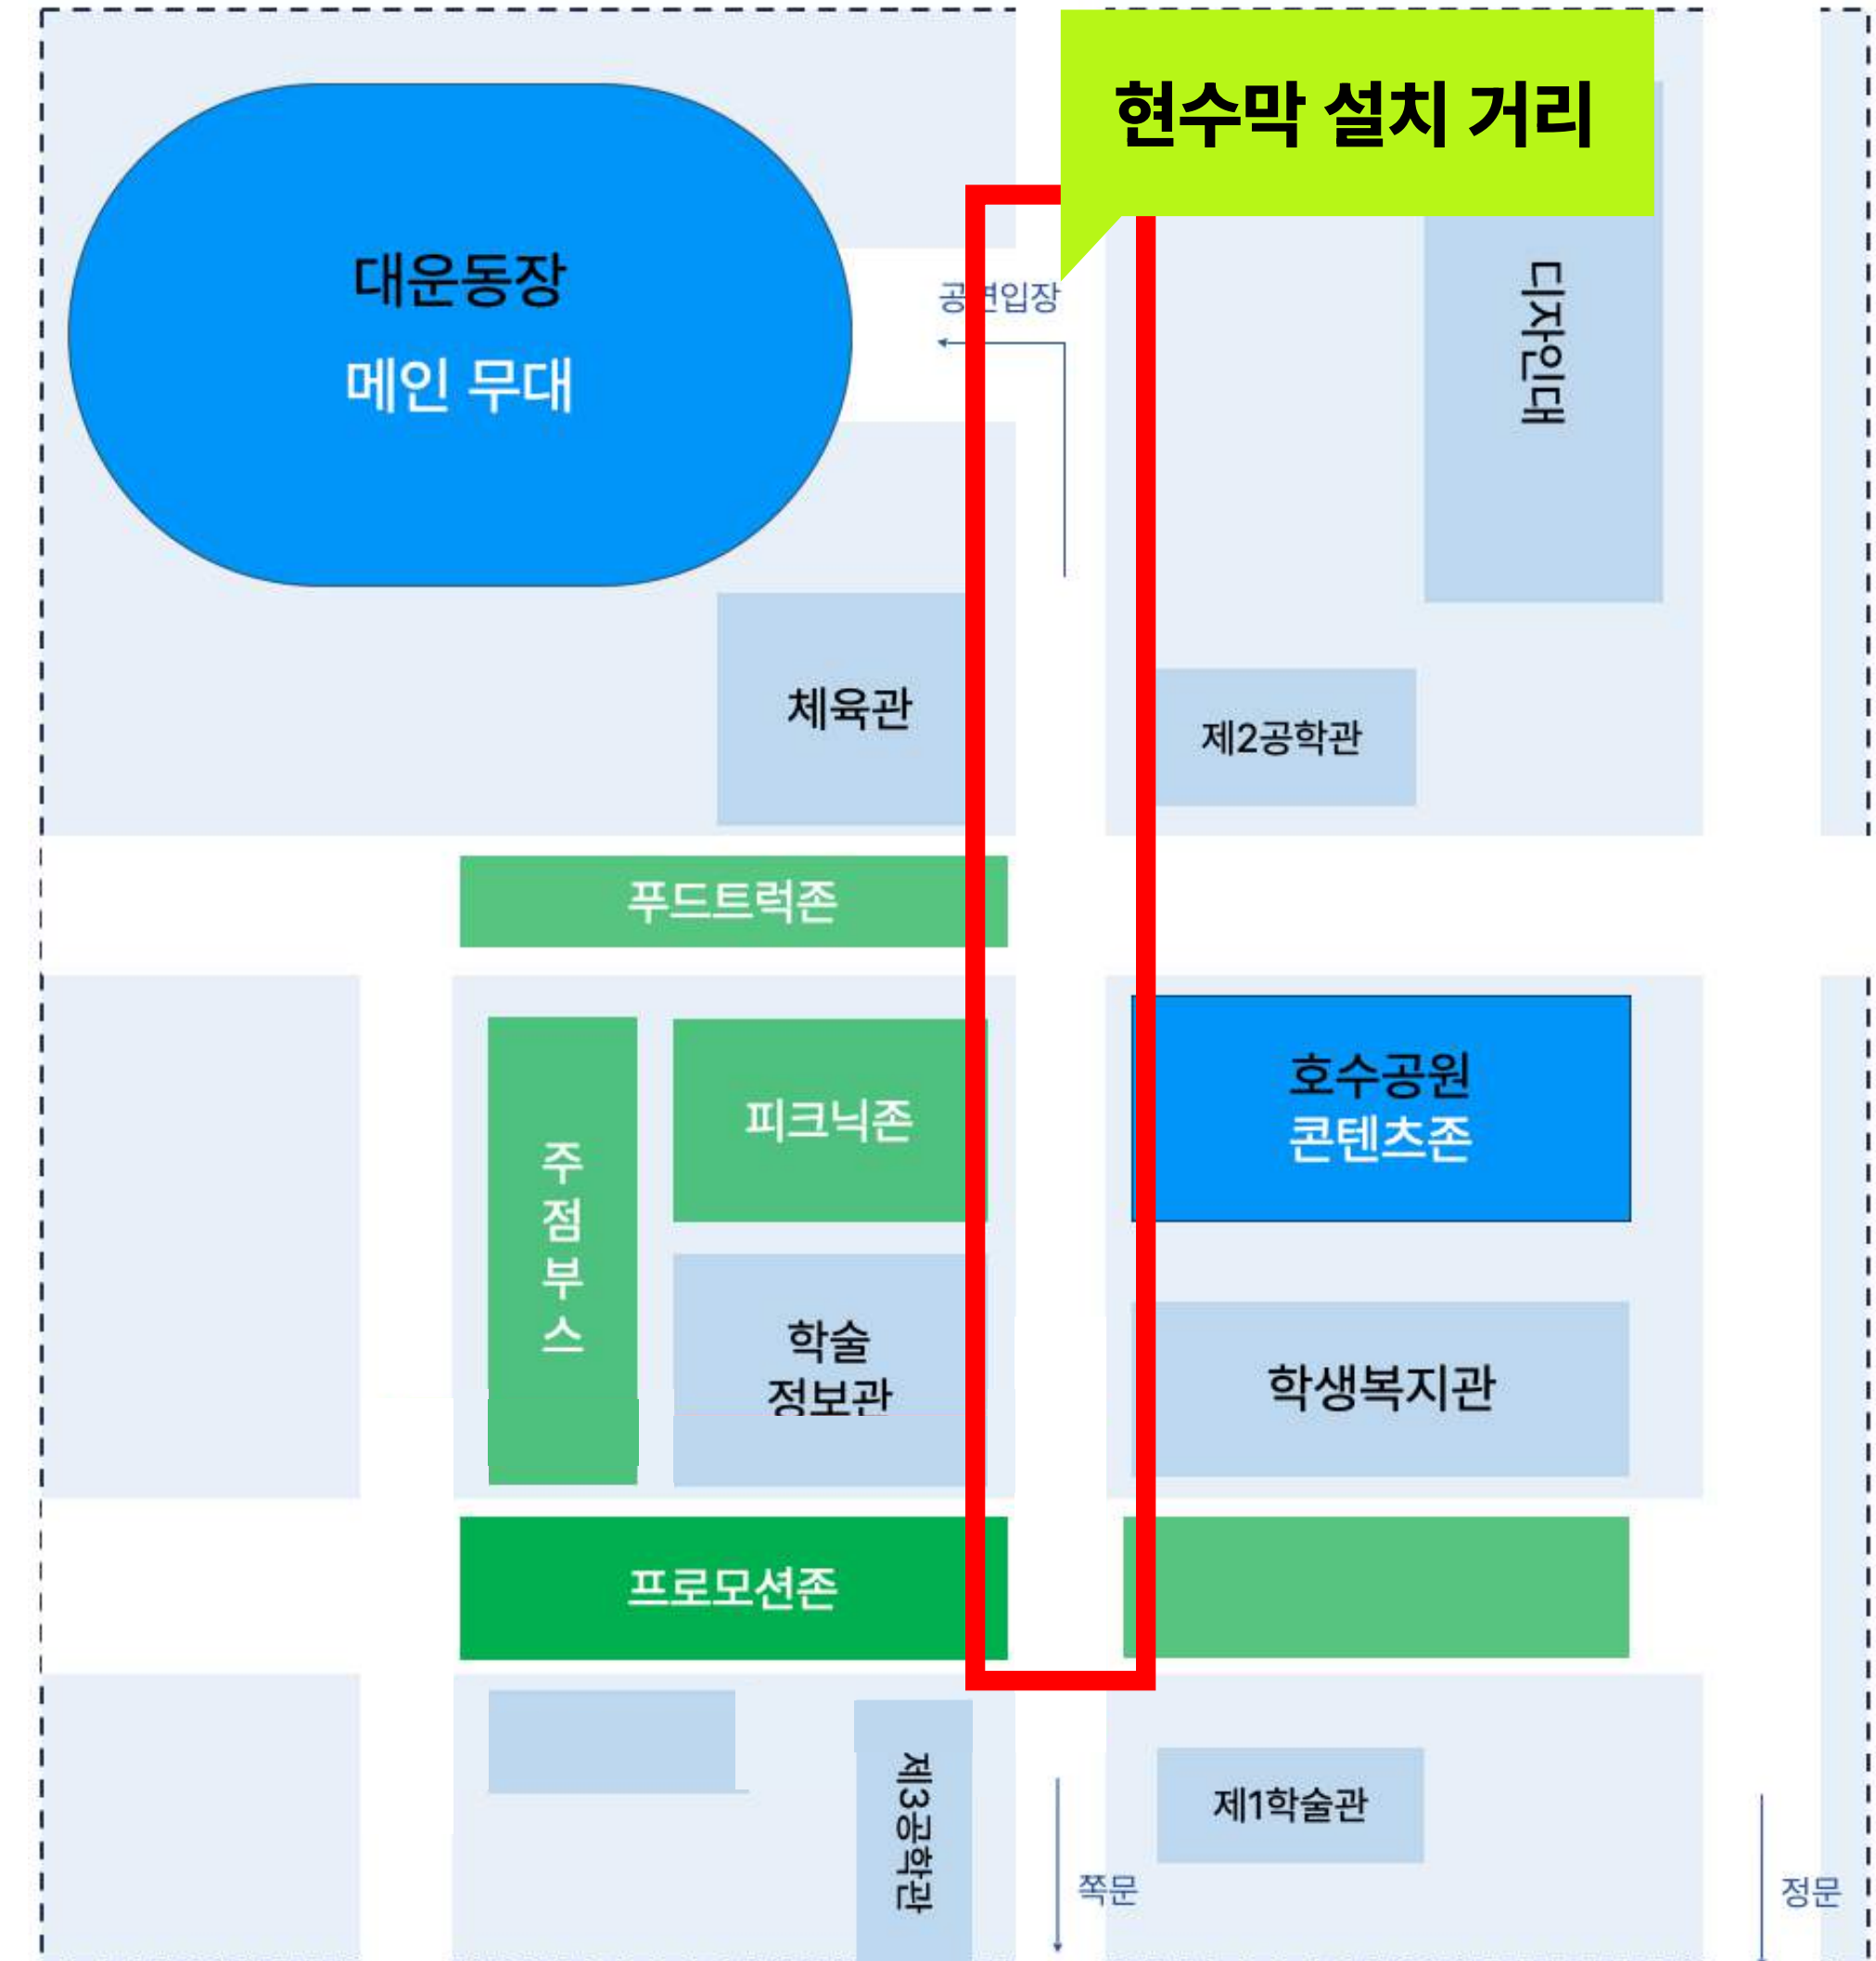 현수막 설치 거리
대운동장
메인 무대
공연입장
디자인대
체육관
제2공학관
푸드트럭존
주점부스
피크닉존
호수공원
콘텐츠존
학술
정보관
학생복지관
프로모션존
제3공학관
제1학술관
쪽문
정문